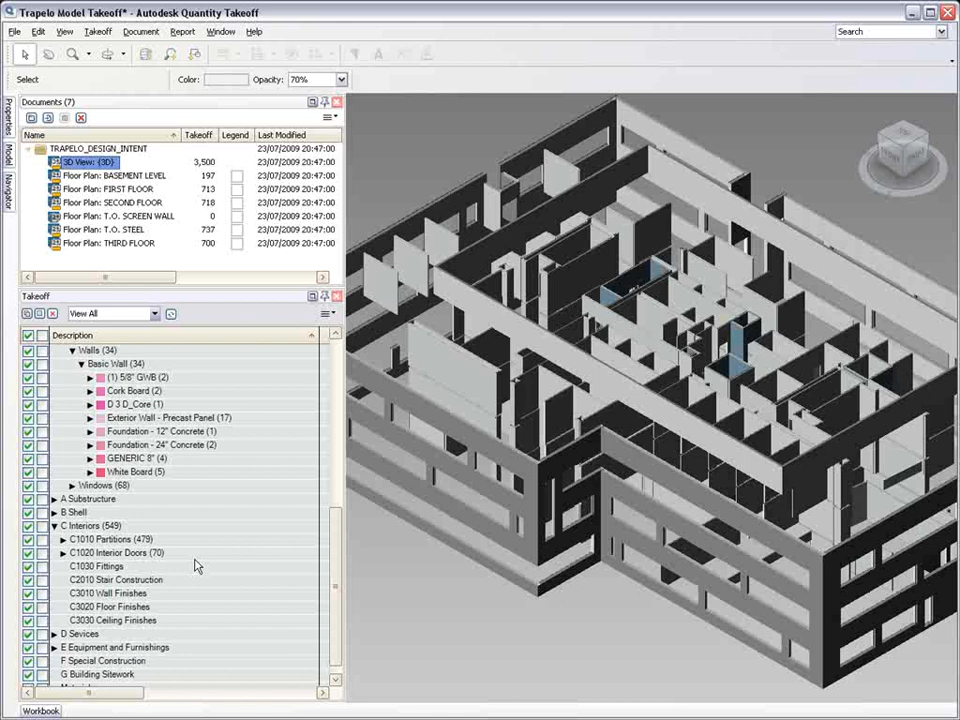 Trapelo Model Takeoff* - Autodesk Quantity Takeoff
File Edit View Takeoff Document Report Window Help
Search
Select
Color:
Opacity: 70%
Properties
Model
Navigator
Documents (7)
Name Takeoff Legend Last Modified
TRAPELO_DESIGN_INTENT
3D View: {3D} 3,500 23/07/2009 20:47:00
Floor Plan: BASEMENT LEVEL 197 23/07/2009 20:47:00
Floor Plan: FIRST FLOOR 713 23/07/2009 20:47:00
Floor Plan: SECOND FLOOR 718 23/07/2009 20:47:00
Floor Plan: T.O. SCREEN WALL 0 23/07/2009 20:47:00
Floor Plan: T.O. STEEL 737 23/07/2009 20:47:00
Floor Plan: THIRD FLOOR 700 23/07/2009 20:47:00
Takeoff
View All
Description
Walls (34)
Basic Wall (34)
(1) 5/8" GWB (2)
Cork Board (2)
D 3 D_Core (1)
Exterior Wall - Precast Panel (17)
Foundation - 12" Concrete (1)
Foundation - 24" Concrete (2)
GENERIC 8" (4)
White Board (5)
Windows (68)
A Substructure
B Shell
C Interiors (549)
C1010 Partitions (479)
C1020 Interior Doors (70)
C1030 Fittings
C2010 Stair Construction
C3010 Wall Finishes
C3020 Floor Finishes
C3030 Ceiling Finishes
D Sevices
E Equipment and Furnishings
F Special Construction
G Building Sitework
Workbook